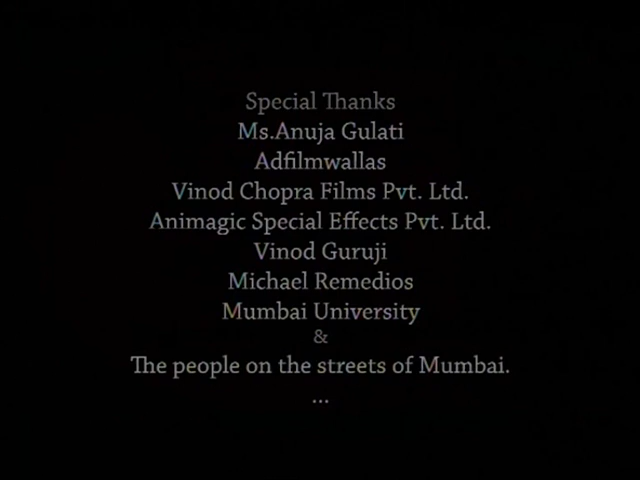 Special Thanks
Ms.Anuja Gulati
Adfilmwallas
Vinod Chopra Films Pvt. Ltd.
Animagic Special Effects Pvt. Ltd.
Vinod Guruji
Michael Remedios
Mumbai University
&
The people on the streets of Mumbai.
...